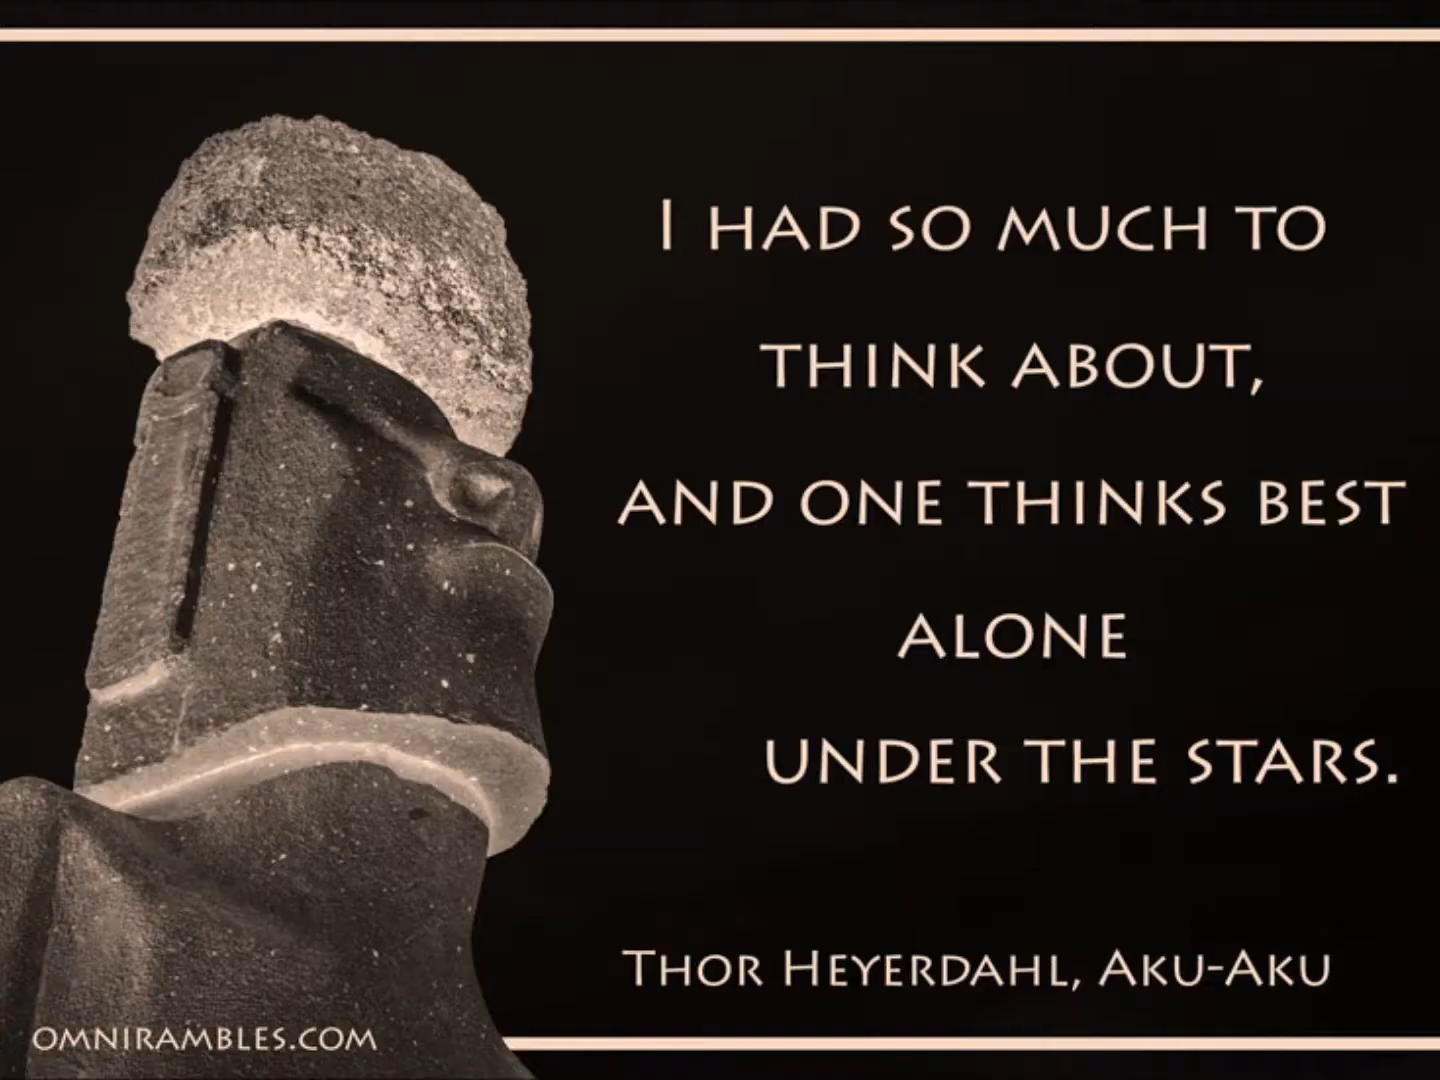 I HAD SO MUCH TO
THINK ABOUT,
AND ONE THINKS BEST
ALONE
UNDER THE STARS.
THOR HEYERDAHL, AKU-AKU
OMNIRAMBLES.COM